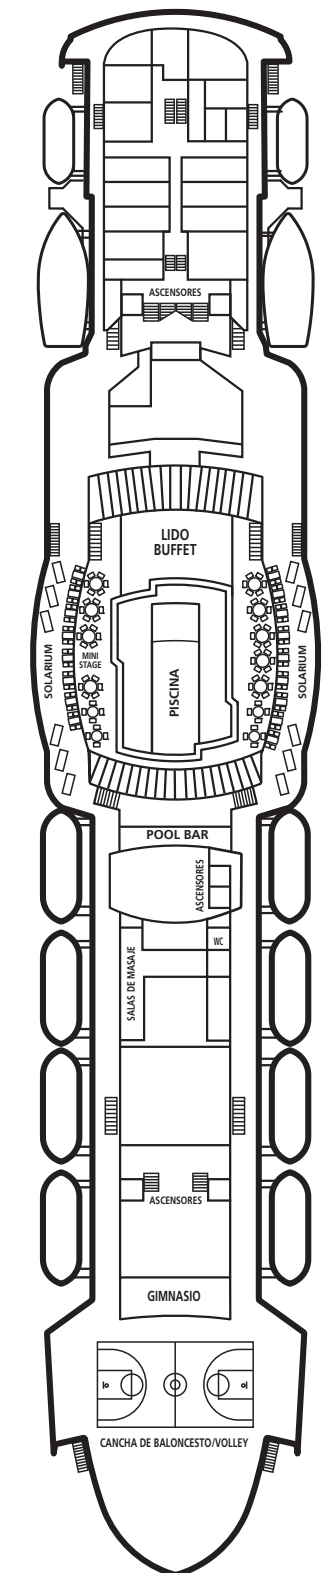 ASCENSORES
LIDO
BUFFET
SOLARIUM
MINI
STAGE
PISCINA
SOLARIUM
POOL BAR
ASCENSORES
WC
SALAS DE MASAJE
ASCENSORES
GIMNASIO
CANCHA DE BALONCESTO/VOLLEY